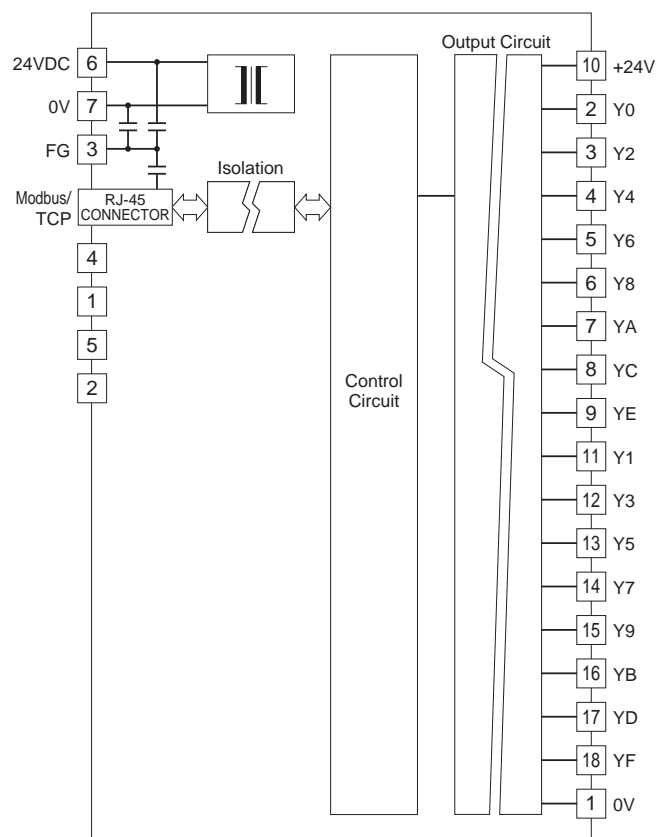 Output Circuit
24VDC 6
10 +24V
0V 7
2 Y0
FG 3
3 Y2
Isolation
Modbus/
TCP
RJ-45
CONNECTOR
4 Y4
5 Y6
4
6 Y8
1
7 YA
5
8 YC
2
Control
Circuit
9 YE
11 Y1
12 Y3
13 Y5
14 Y7
15 Y9
16 YB
17 YD
18 YF
1 0V